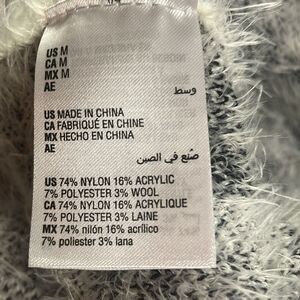 US M
CA M
MX M
AE
وسط
US MADE IN CHINA
CA FABRIQUÉ EN CHINE
MX HECHO EN CHINA
AE
صنع في الصين
US 74% NYLON 16% ACRYLIC
7% POLYESTER 3% WOOL
CA 74% NYLON 16% ACRYLIQUE
7% POLYESTER 3% LAINE
MX 74% nilón 16% acrílico
7% poliester 3% lana